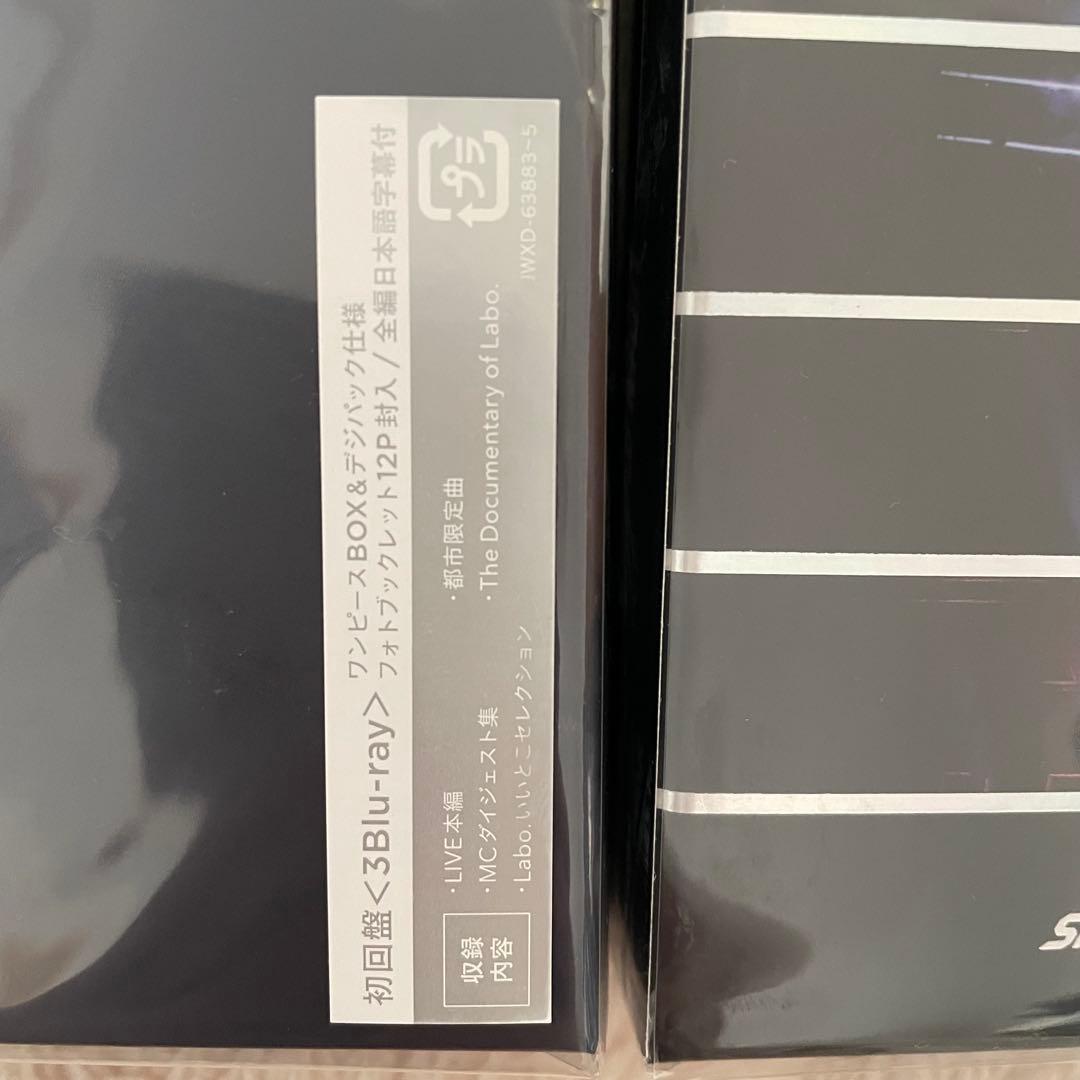 初回盤<3Blu-ray>
ワンピースBOX&デジパック仕様
フォトブックレット12P封入 / 全編日本語字幕付
収録
内容
・LIVE本編
・MCダイジェスト集
・Labo.いいとこセレクション
・都市限定曲
・The Documentary of Labo.
プラ
JWXD-63883~5